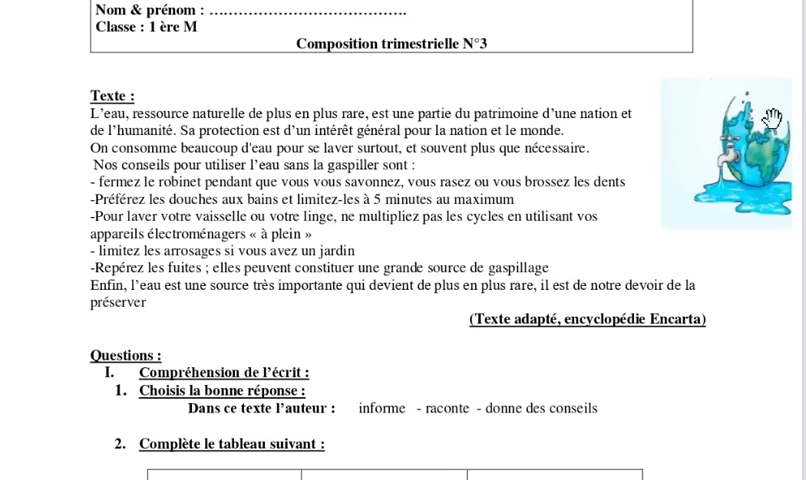 Nom & prénom : …………………………………….
Classe : 1 ère M
Composition trimestrielle N°3
Texte :
L’eau, ressource naturelle de plus en plus rare, est une partie du patrimoine d’une nation et
de l’humanité. Sa protection est d’un intérêt général pour la nation et le monde.
On consomme beaucoup d'eau pour se laver surtout, et souvent plus que nécessaire.
Nos conseils pour utiliser l’eau sans la gaspiller sont :
- fermez le robinet pendant que vous vous savonnez, vous rasez ou vous brossez les dents
-Préférez les douches aux bains et limitez-les à 5 minutes au maximum
-Pour laver votre vaisselle ou votre linge, ne multipliez pas les cycles en utilisant vos
appareils électroménagers « à plein »
- limitez les arrosages si vous avez un jardin
-Repérez les fuites ; elles peuvent constituer une grande source de gaspillage
Enfin, l’eau est une source très importante qui devient de plus en plus rare, il est de notre devoir de la
préserver
(Texte adapté, encyclopédie Encarta)
Questions :
I. Compréhension de l’écrit :
1. Choisis la bonne réponse :
Dans ce texte l’auteur : informe - raconte - donne des conseils
2. Complète le tableau suivant :